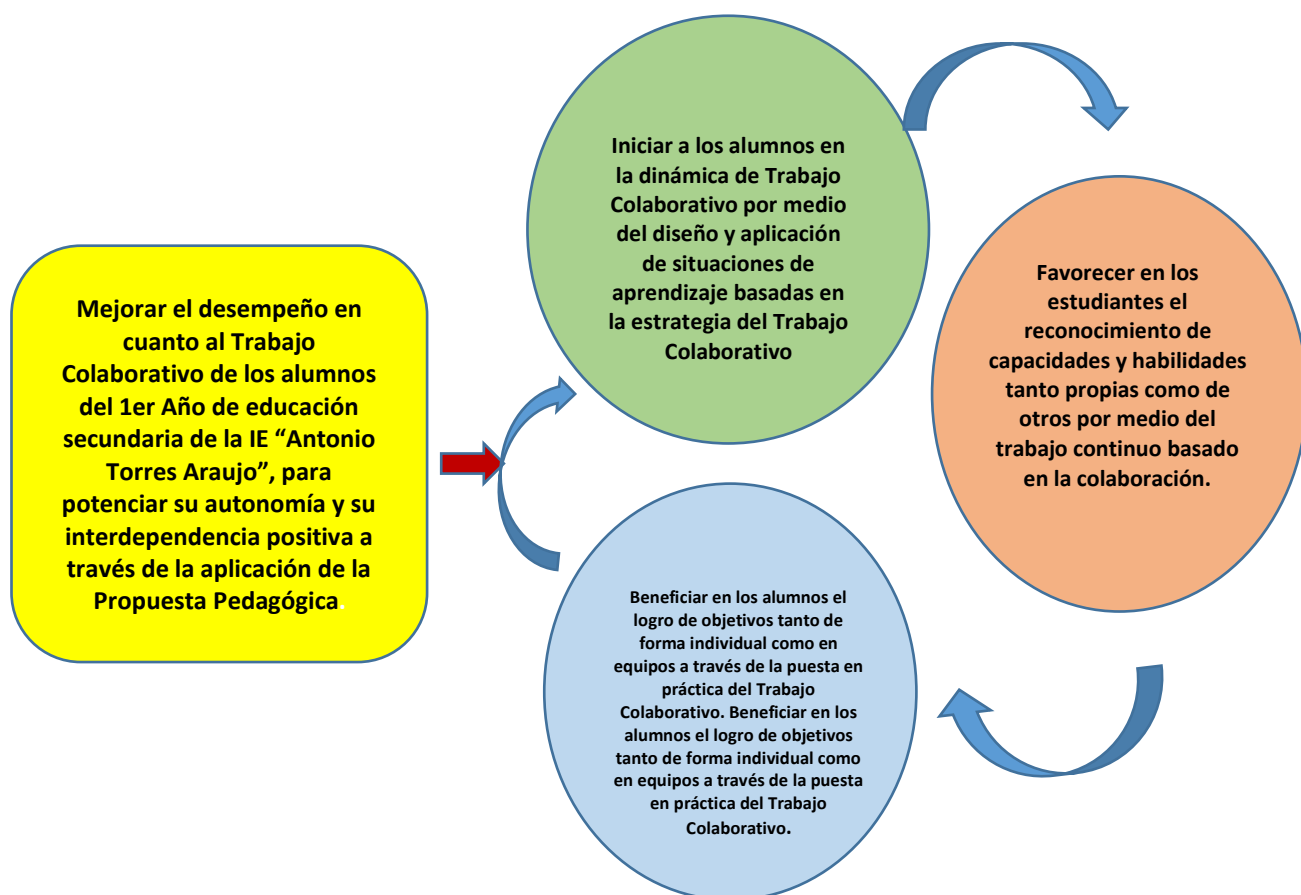 Mejorar el desempeño en
cuanto al Trabajo
Colaborativo de los alumnos
del 1er Año de educación
secundaria de la IE “Antonio
Torres Araujo”, para
potenciar su autonomía y su
interdependencia positiva a
través de la aplicación de la
Propuesta Pedagógica.
Iniciar a los alumnos en
la dinámica de Trabajo
Colaborativo por medio
del diseño y aplicación
de situaciones de
aprendizaje basadas en
la estrategia del Trabajo
Colaborativo
Favorecer en los
estudiantes el
reconocimiento de
capacidades y habilidades
tanto propias como de
otros por medio del
trabajo continuo basado
en la colaboración.
Beneficiar en los alumnos el
logro de objetivos tanto de
forma individual como en
equipos a través de la puesta en
práctica del Trabajo
Colaborativo. Beneficiar en los
alumnos el logro de objetivos
tanto de forma individual como
en equipos a través de la puesta
en práctica del Trabajo
Colaborativo.